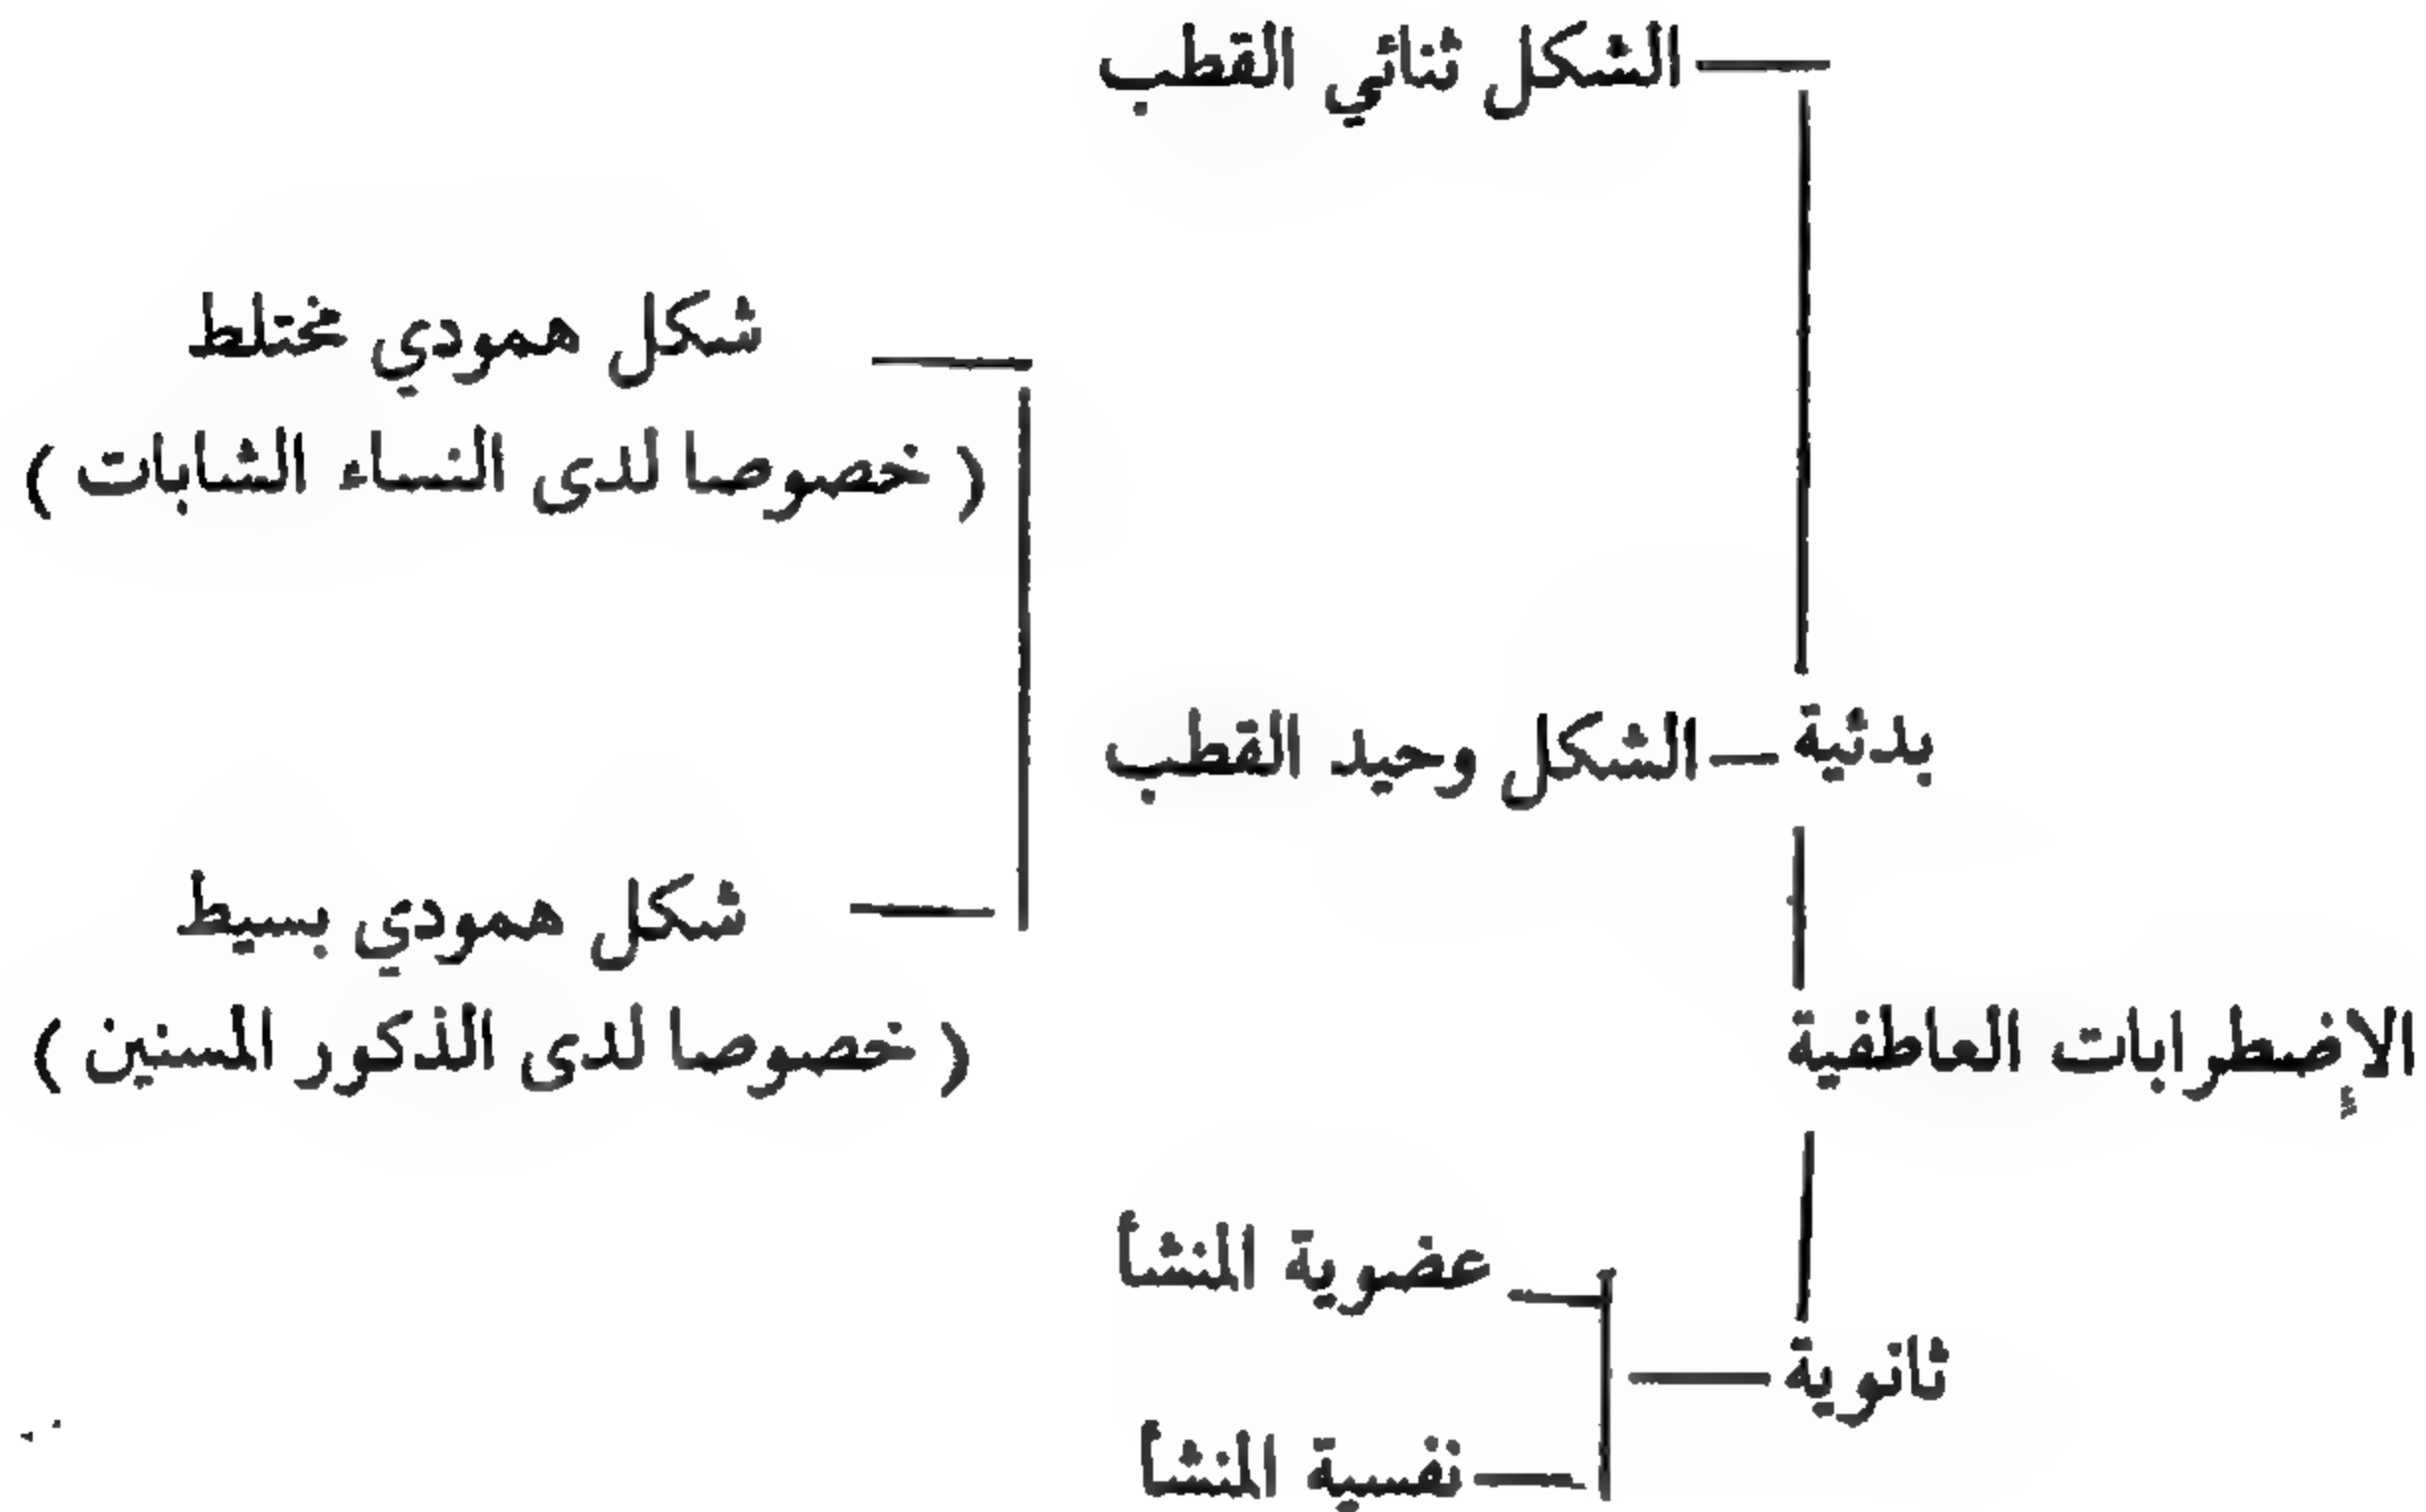 الشكل ثنائي القطب
شكل همودي مختلط
( خصوصا لدى النساء الشابات )
بدئية
الشكل وحيد القطب
شكل همودي بسيط
( خصوصا لدى الذكور المسنين )
الإضطرابات العاطفية
عضوية المنشأ
ثانوية
نفسية المنشأ